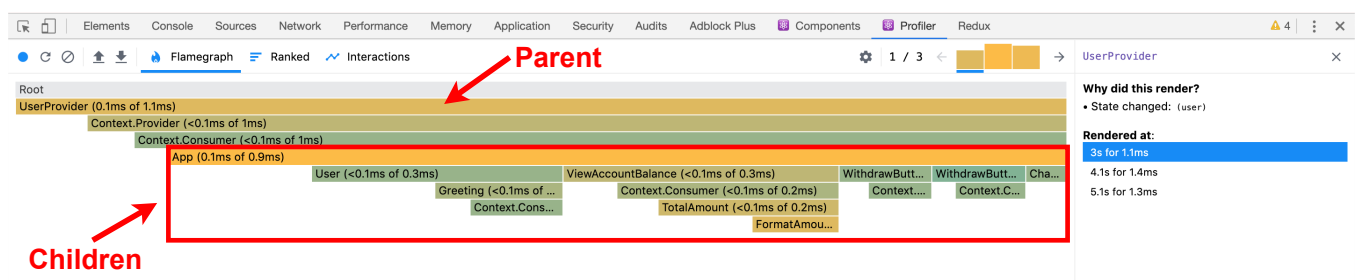 Elements Console Sources Network Performance Memory Application Security Audits Adblock Plus Components Profiler Redux 4
Flamegraph Ranked Interactions 1 / 3 UserProvider
Parent
Root
UserProvider (0.1ms of 1.1ms)
Context.Provider (<0.1ms of 1ms)
Context.Consumer (<0.1ms of 1ms)
App (0.1ms of 0.9ms)
User (<0.1ms of 0.3ms) ViewAccountBalance (<0.1ms of 0.3ms) WithdrawButt... WithdrawButt... Cha...
Greeting (<0.1ms of ... Context.Consumer (<0.1ms of 0.2ms) Context.... Context.C...
Context.Cons... TotalAmount (<0.1ms of 0.2ms)
FormatAmou...
Children
Why did this render?
• State changed: (user)
Rendered at:
3s for 1.1ms
4.1s for 1.4ms
5.1s for 1.3ms